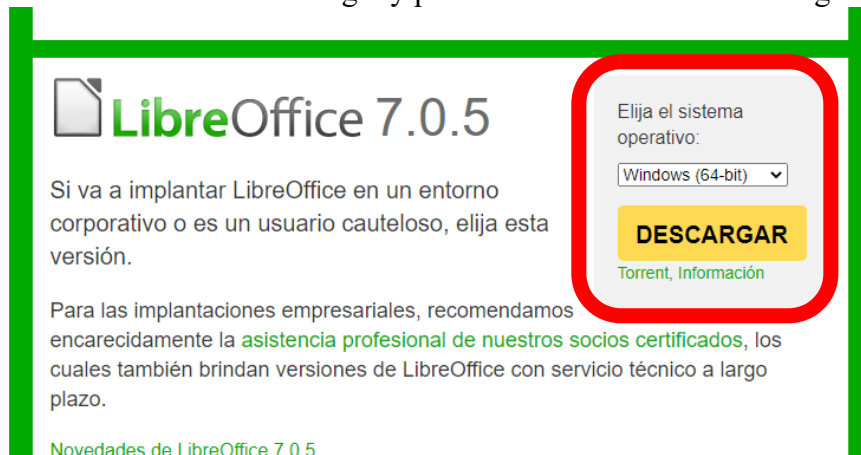 LibreOffice 7.0.5
Elija el sistema
operativo:
Windows (64-bit)
DESCARGAR
Torrent, Información
Si va a implantar LibreOffice en un entorno
corporativo o es un usuario cauteloso, elija esta
versión.
Para las implantaciones empresariales, recomendamos
encarecidamente la asistencia profesional de nuestros socios certificados, los
cuales también brindan versiones de LibreOffice con servicio técnico a largo
plazo.
Novedades de LibreOffice 7.0.5